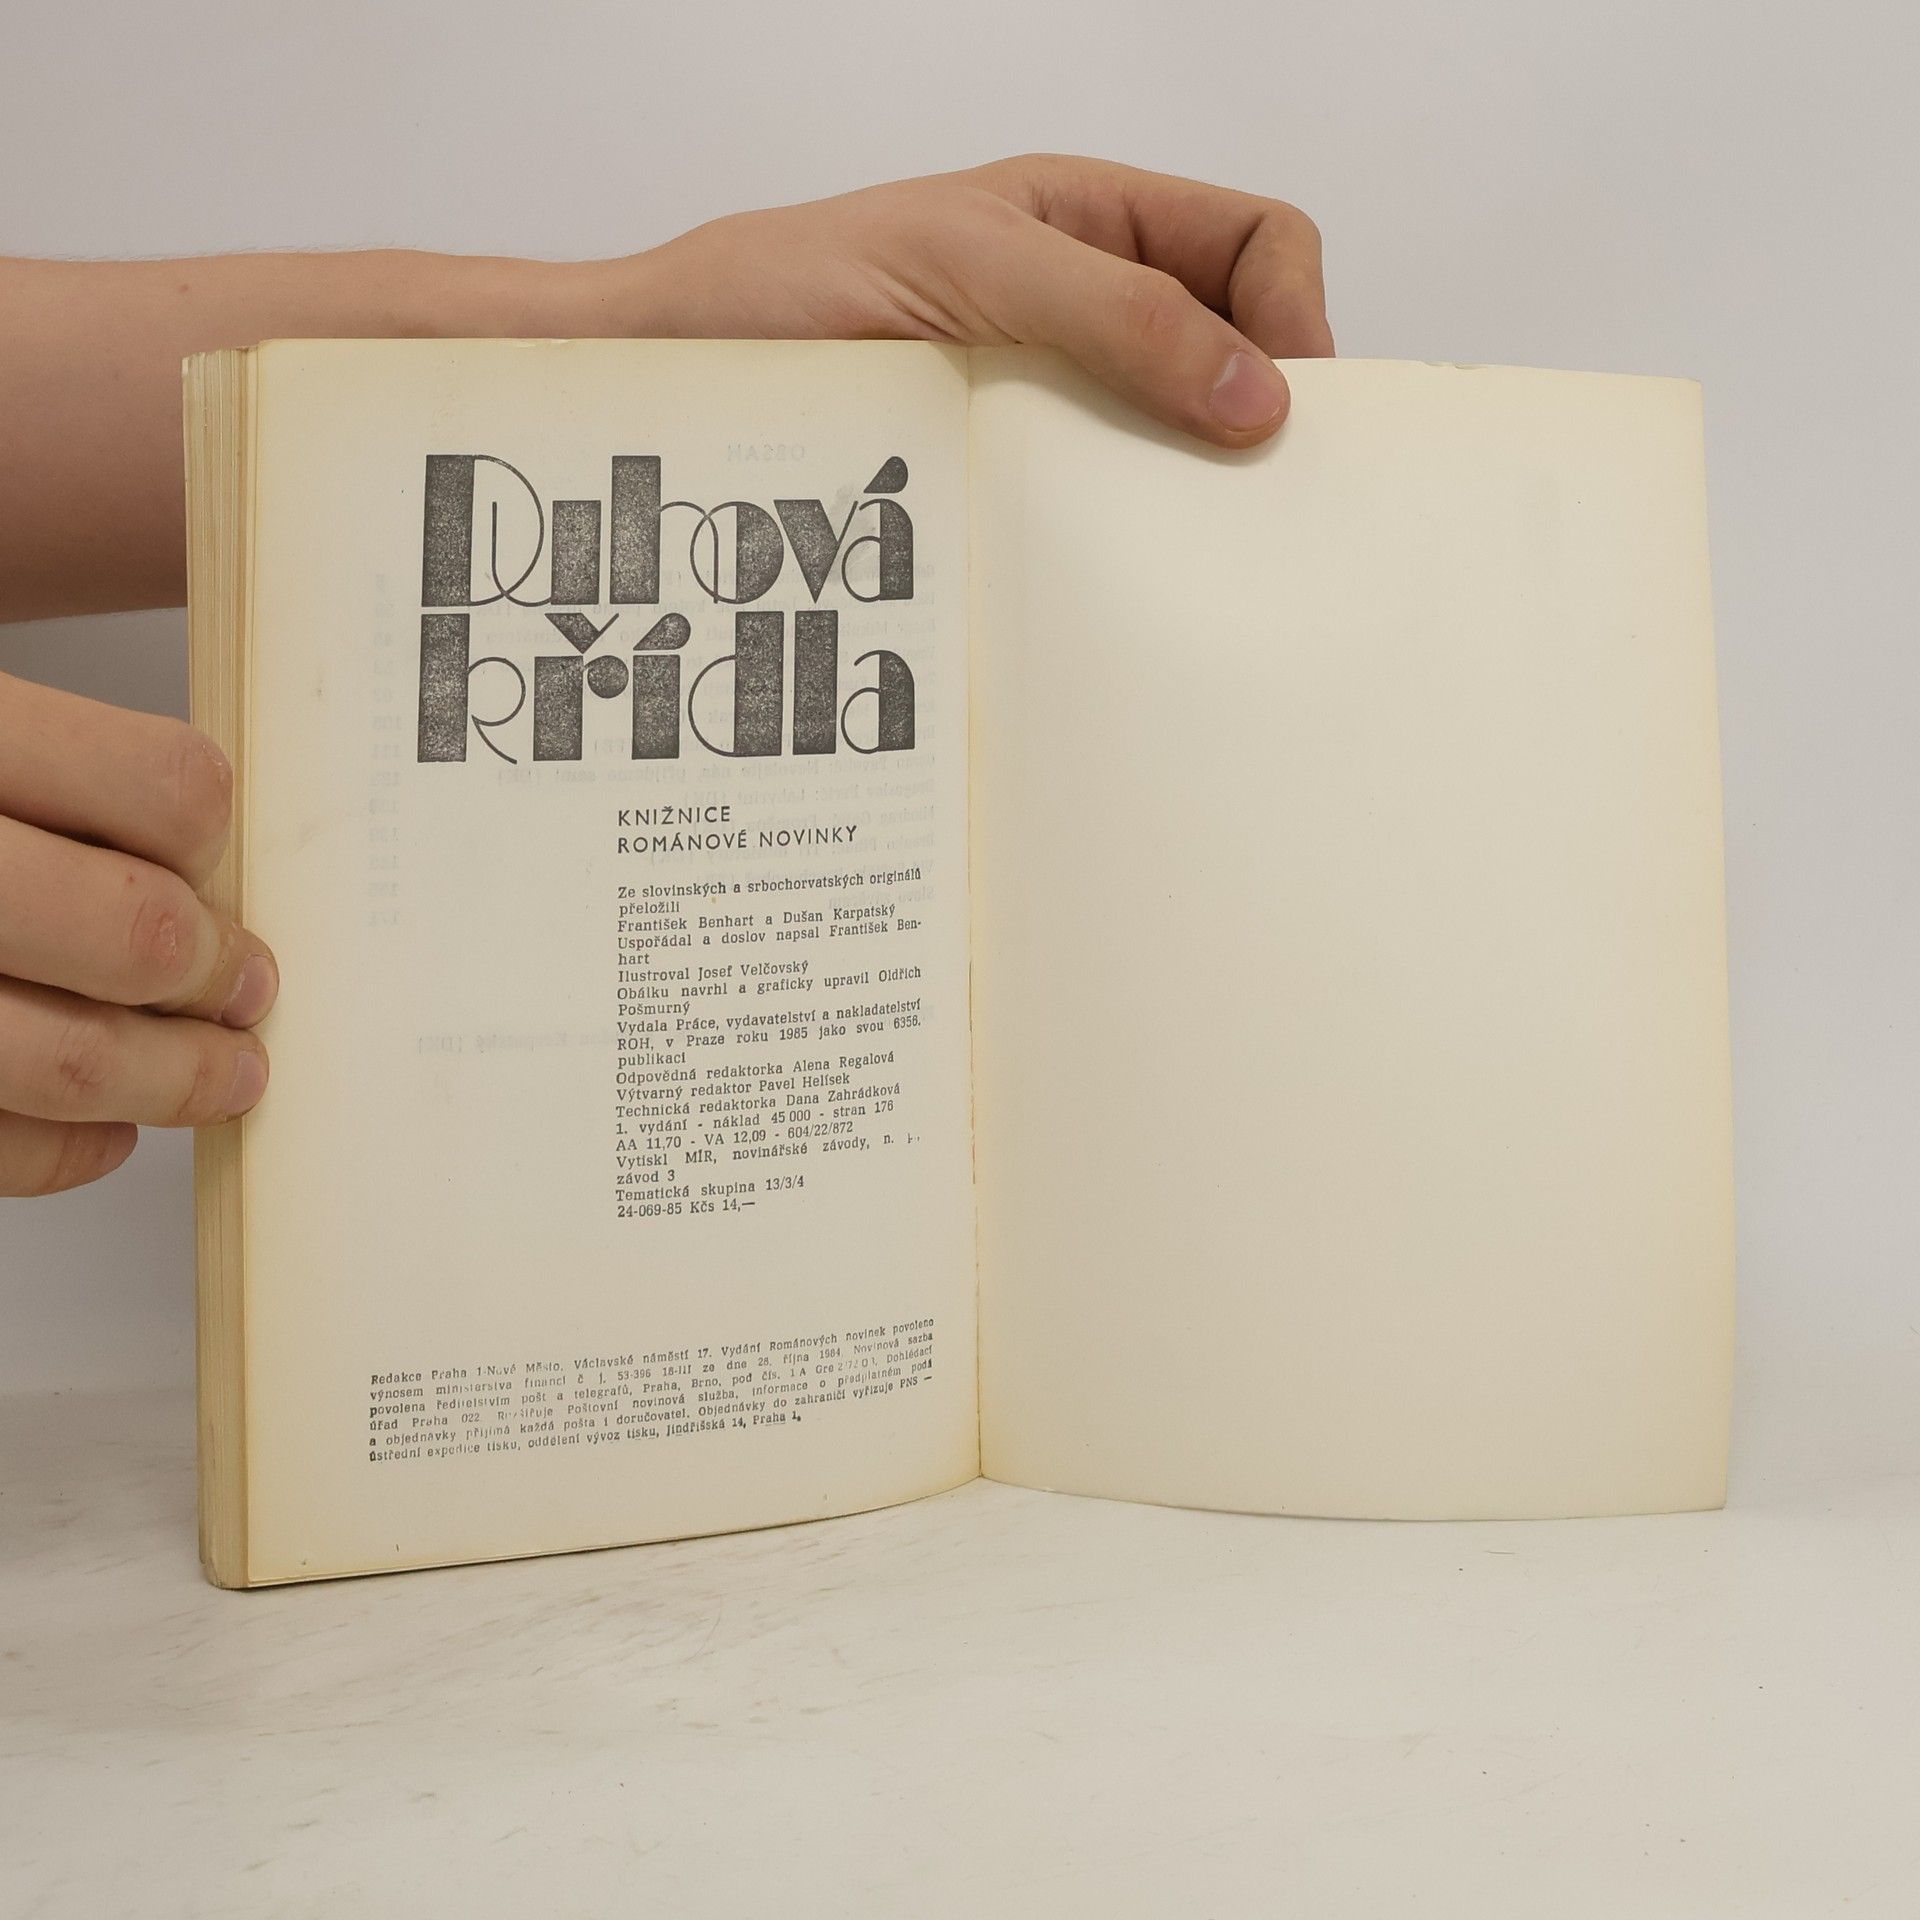 Duhová
křídla
KNIŽNICE
ROMÁNOVÉ NOVINKY
Ze slovinských a srbochorvatských originálů
přeložili
František Benhart a Dušan Karpatský
Uspořádal a doslov napsal František Ben-
hart
Ilustroval Josef Velčovský
Obálku navrhl a graficky upravil Oldřich
Pošmurný
Vydala Práce, vydavatelství a nakladatelství
ROH, v Praze roku 1985 jako svou 6356.
publikaci
Odpovědná redaktorka Alena Regalová
Výtvarný redaktor Pavel Helísek
Technická redaktorka Dana Zahrádková
1. vydání - náklad 45 000 - stran 176
AA 11,70 - VA 12,09 - 604/22/872
Vytiskl MÍR, novinářské závody, n. p.,
závod 3
Tematická skupina 13/3/4
24-069-85 Kčs 14,—
Redakce Praha 1-Nové Město, Václavské náměstí 17. Vydání Románových novinek povoleno
výnosem ministerstva financí č j. 53-396 18-III ze dne 28. října 1984. Novinová sazba
povolena ředitelstvím pošt a telegrafů, Praha, Brno, pod čís. 1 A Gre Dohlédací
úřad Praha 022. Rozšiřuje Poštovní novinová služba, informace o předplatném podá
a objednávky přijímá každá pošta i doručovatel. Objednávky do zahraničí vyřizuje PNS —
ústřední expedice tisku, oddělení vývoz tisku, Jindřišská 14, Praha 1.